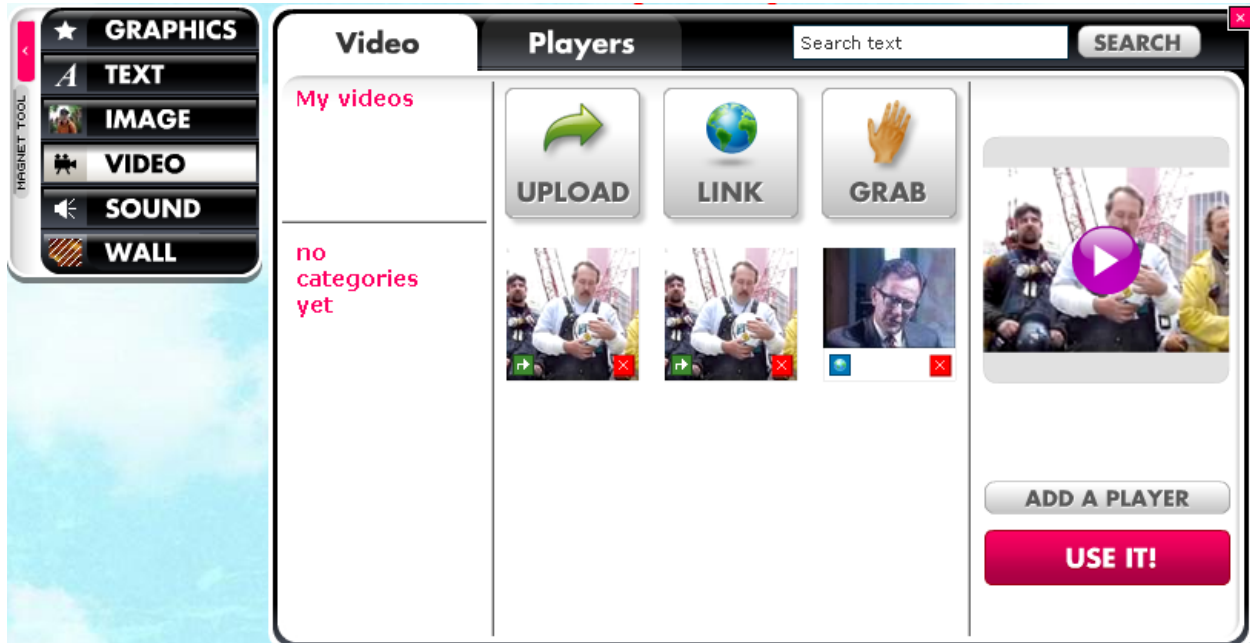 GRAPHICS
TEXT
IMAGE
VIDEO
SOUND
WALL
MAGNET TOOL
Video
Players
Search text
SEARCH
My videos
no
categories
yet
UPLOAD
LINK
GRAB
ADD A PLAYER
USE IT!